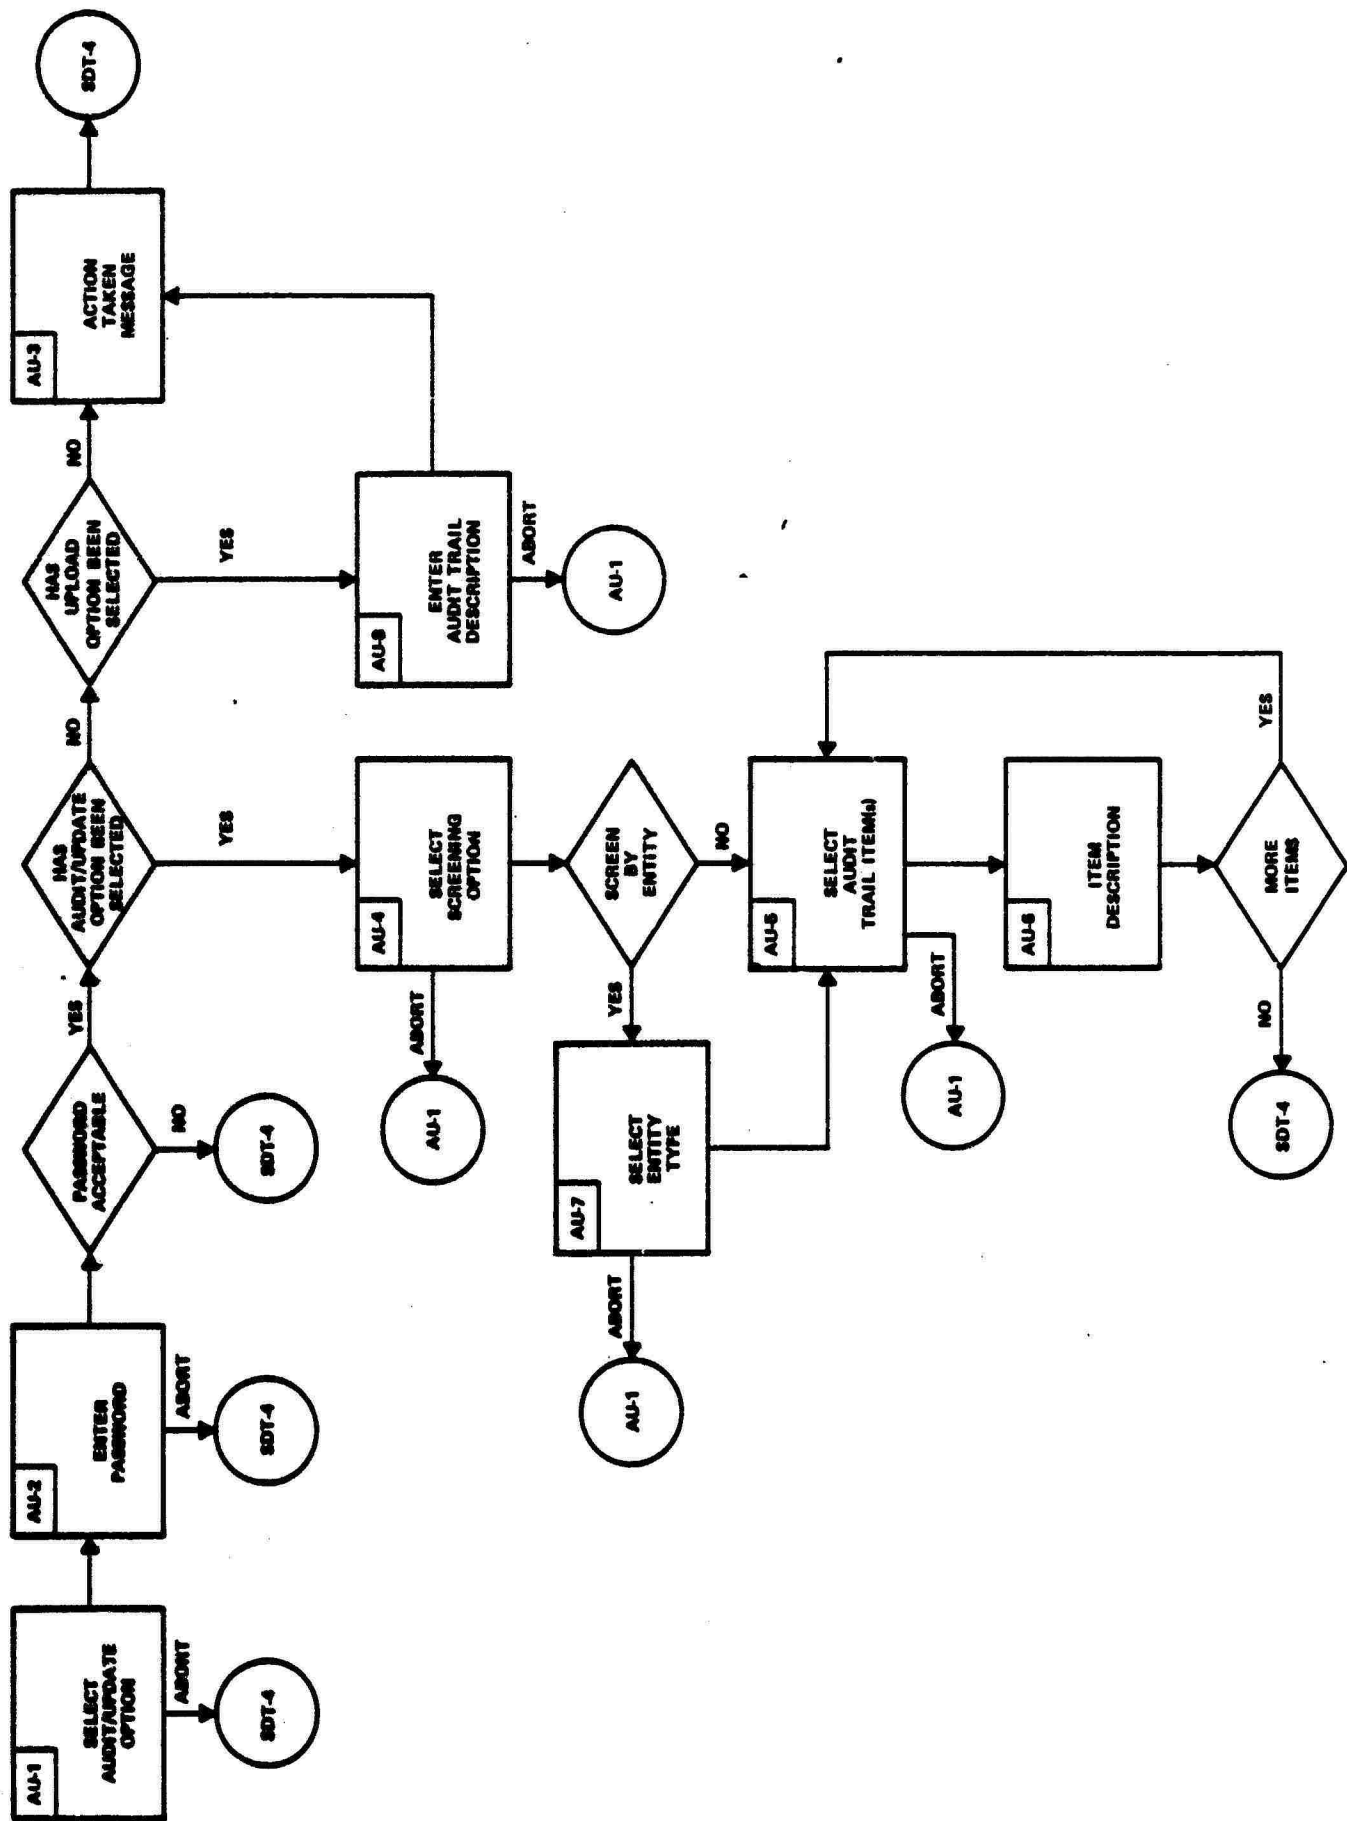 AU-1
SELECT
AUDIT/UPDATE
OPTION
ABORT
SDT-4
AU-2
ENTER
PASSWORD
ABORT
SDT-4
PASSWORD
ACCEPTABLE
NO
SDT-4
YES
HAS
AUDIT/UPDATE
OPTION BEEN
SELECTED
NO
HAS
UPLOAD
OPTION BEEN
SELECTED
NO
AU-3
ACTION
TAKEN
MESSAGE
SDT-4
YES
YES
AU-4
SELECT
SCREENING
OPTION
ABORT
AU-1
AU-8
ENTER
AUDIT TRAIL
DESCRIPTION
ABORT
AU-1
SCREEN
BY
ENTITY
YES
NO
AU-7
SELECT
ENTITY
TYPE
ABORT
AU-1
AU-5
SELECT
AUDIT
TRAIL ITEM(s)
ABORT
AU-1
AU-6
ITEM
DESCRIPTION
MORE
ITEMS
YES
NO
SDT-4